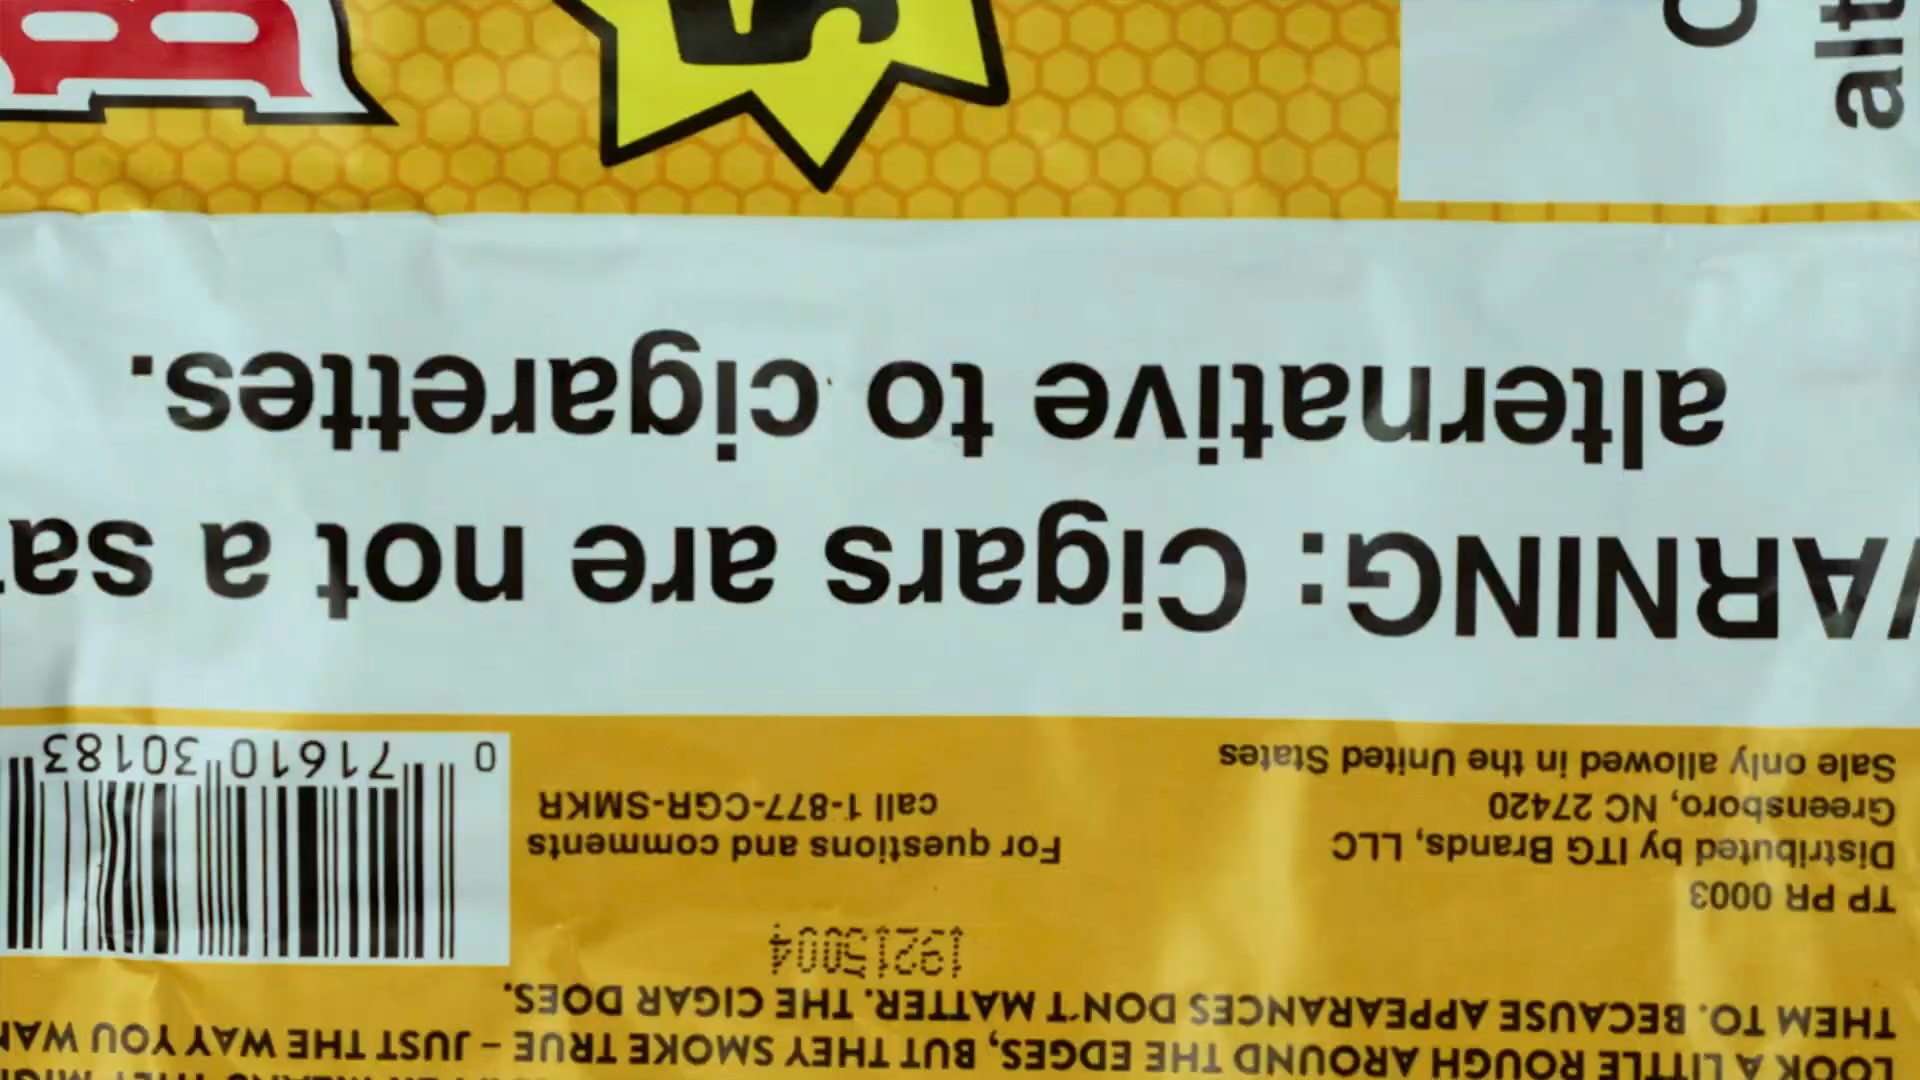 LOOK A LITTLE ROUGH AROUND THE EDGES, BUT THEY SMOKE TRUE – JUST THE WAY YOU WAN
THEM TO. BECAUSE APPEARANCES DON'T MATTER. THE CIGAR DOES.
19215004
TP PR 0003
Distributed by ITG Brands, LLC
Greensboro, NC 27420
Sale only allowed in the United States
For questions and comments
call 1-877-CGR-SMKR
0 71610 30183
WARNING: Cigars are not a sa
alternative to cigarettes.
alt